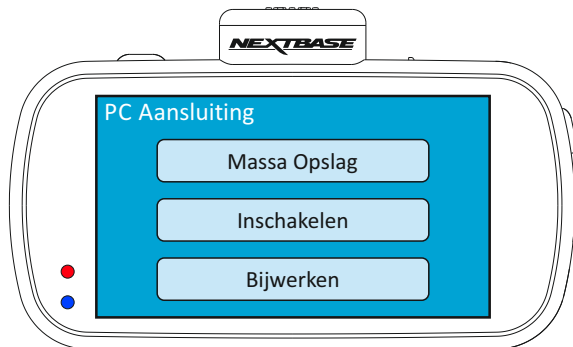 NEXTBASE
PC Aansluiting
Massa Opslag
Inschakelen
Bijwerken